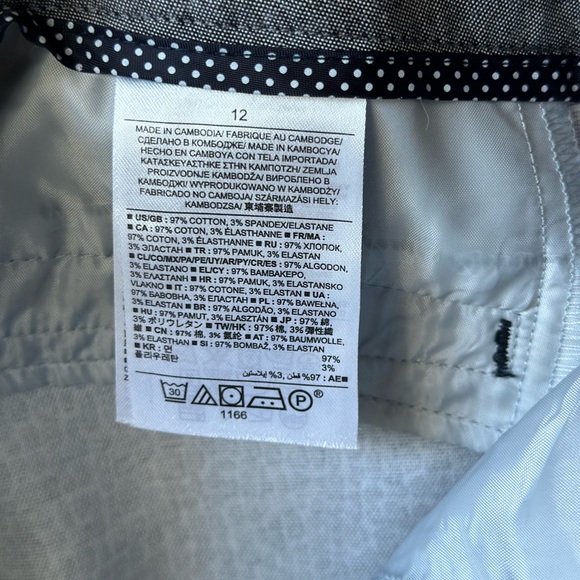 12
MADE IN CAMBODIA/ FABRIQUE AU CAMBODGE/
СДЕЛАНО В КОМБОДЖЕ/ MADE IN KAMBOCYA/
HECHO EN CAMBOYA CON TELA IMPORTADA/
ΚΑΤΑΣΚΕΥΑΣΤΗΚΕ ΣΤΗΝ ΚΑΜΠΟΤΖΗ/ ZEMLJA
PROIZVODNJE KAMBODŽA/ ВИРОБЛЕНО В
КАМБОДЖІ/ WYPRODUKOWANO W KAMBODŻY/
FABRICADO NO CAMBOJA/ SZÁRMAZÁSI HELY:
KAMBODZSA/ 東埔寨製造
■ US/GB : 97% COTTON, 3% SPANDEX/ELASTANE
■ CA : 97% COTON, 3% ÉLASTHANNE ■ FR/MA :
97% COTON, 3% ÉLASTHANNE ■ RU : 97% ХЛОПОК,
3% ЭЛАСТАН ■ TR : 97% PAMUK, 3% ELASTAN ■
CL/CO/MX/PA/PE/UY/AR/PY/CR/ES : 97% ALGODON,
3% ELASTANO ■ EL/CY : 97% ΒΑΜΒΑΚΕΡΟ,
3% ΕΛΑΣΤΑΝΗ ■ HR : 97% PAMUK, 3% ELASTANSKO
VLAKNO ■ IT : 97% COTONE, 3% ELASTAN ■ UA :
97% БАВОВНА, 3% ЕЛАСТАН ■ PL : 97% BAWEŁNA,
3% ELASTAN ■ BR : 97% ALGODÃO, 3% ELASTANO ■
HU : 97% PAMUT, 3% ELASZTÁN ■ JP : 97% 綿,
3% ポリウレタン ■ TW/HK : 97% 棉, 3% 彈性纖
維 ■ CN : 97% 棉, 3% 氨纶 ■ AT : 97% BAUMWOLLE,
3% ELASTHAN ■ SI : 97% BOMBAŽ, 3% ELASTAN
■ KR : 면 97%
폴리우레탄 3%
■ AE : 97% قطن, 3% إيلاستين
30 P ®
1166